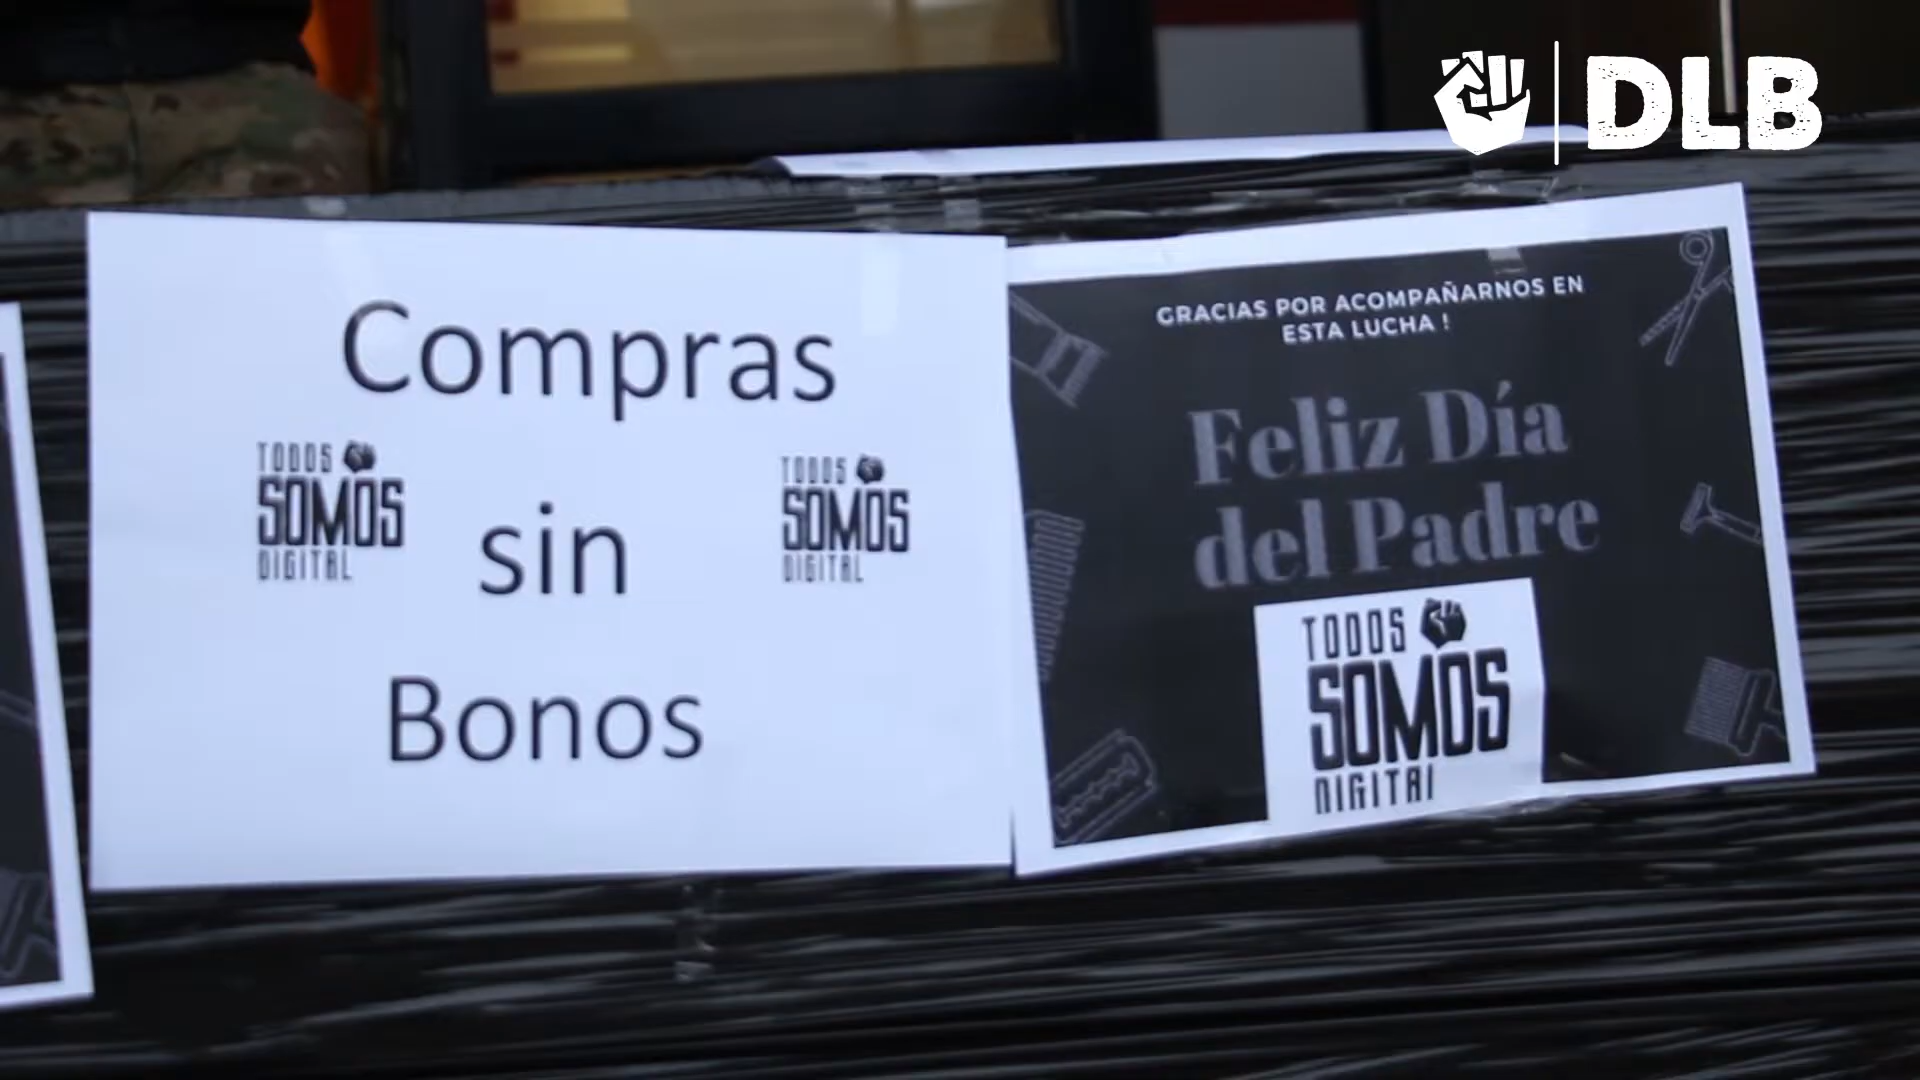 DLB
Compras
TODOS
SOMOS
DIGITAL
sin
TODOS
SOMOS
DIGITAL
Bonos
GRACIAS POR ACOMPAÑARNOS EN
ESTA LUCHA !
Feliz Día
del Padre
TODOS
SOMOS
DIGITAL